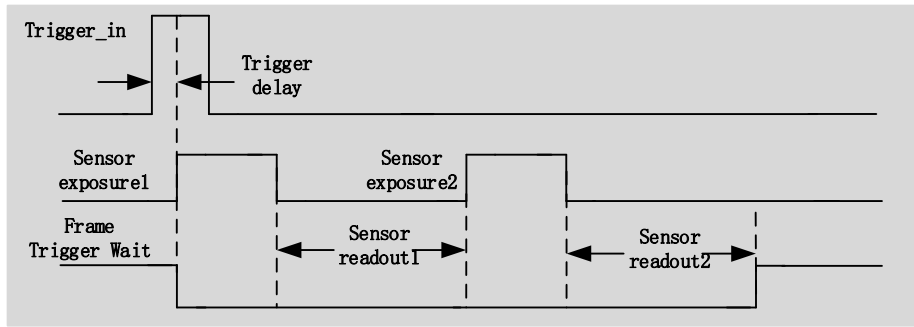 Trigger_in
Trigger
delay
Sensor
exposure1
Sensor
exposure2
Frame
Trigger Wait
Sensor
readout1
Sensor
readout2